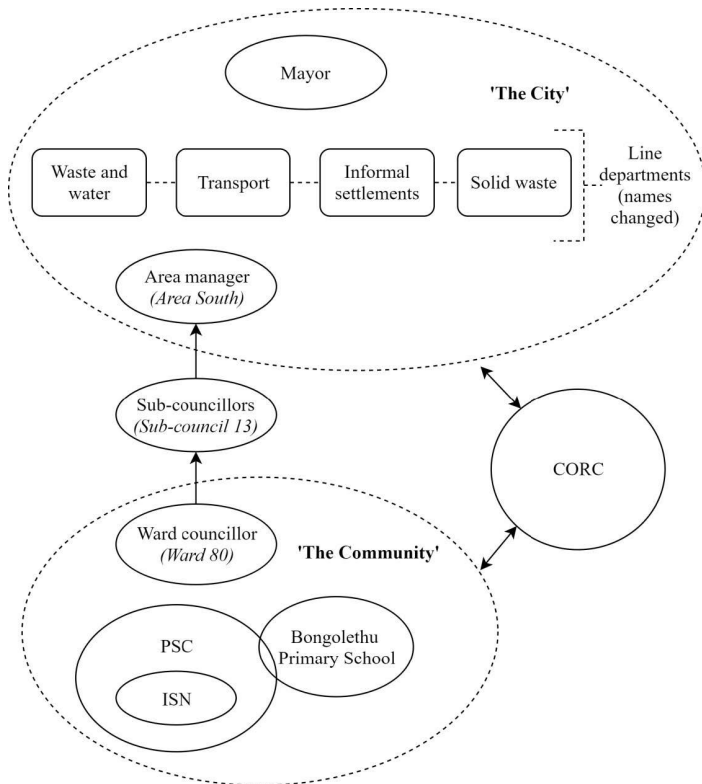 Mayor
'The City'
Waste and
water
Transport
Informal
settlements
Solid waste
Line
departments
(names
changed)
Area manager
(Area South)
Sub-councillors
(Sub-council 13)
CORC
Ward councillor
(Ward 80)
'The Community'
PSC
Bongolethu
Primary School
ISN